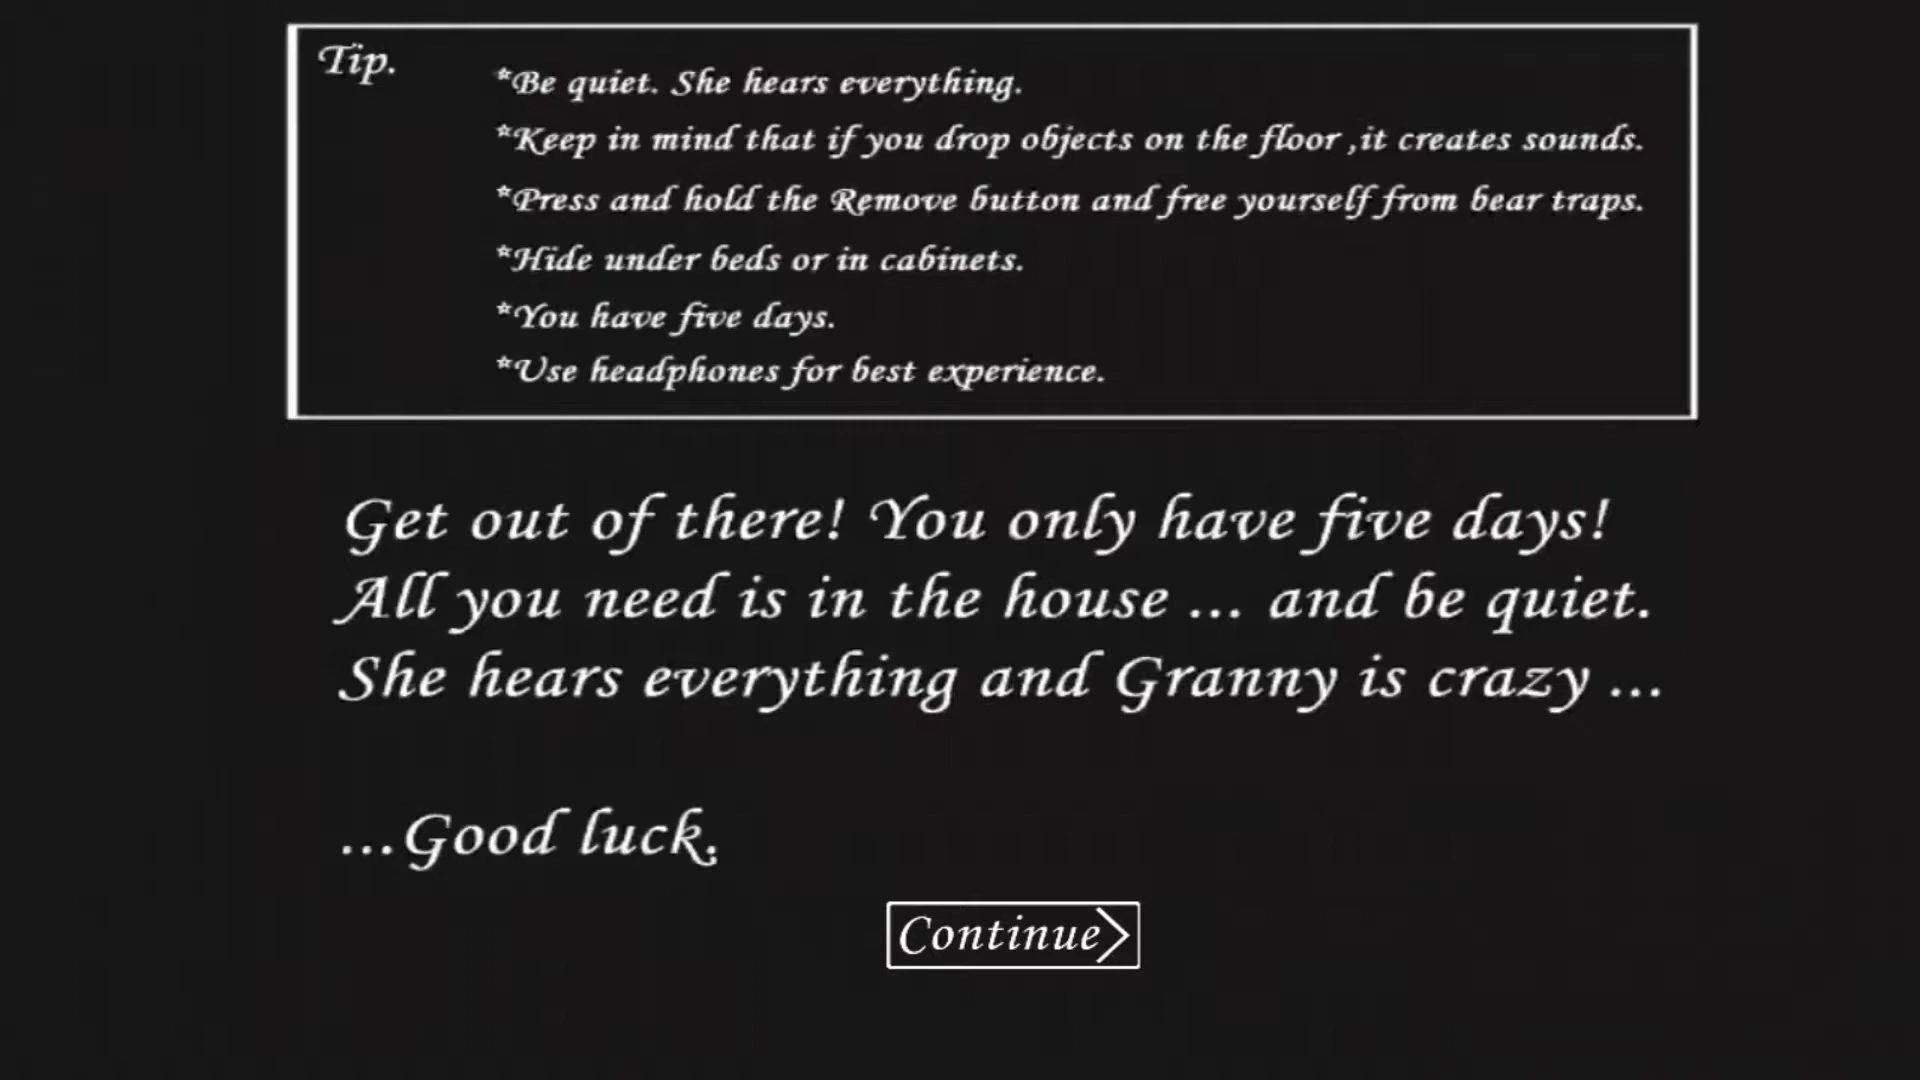 Tip.
*Be quiet. She hears everything.
*Keep in mind that if you drop objects on the floor ,it creates sounds.
*Press and hold the Remove button and free yourself from bear traps.
*Hide under beds or in cabinets.
*You have five days.
*Use headphones for best experience.
Get out of there! You only have five days!
All you need is in the house ... and be quiet.
She hears everything and Granny is crazy ...
...Good luck.
Continue>